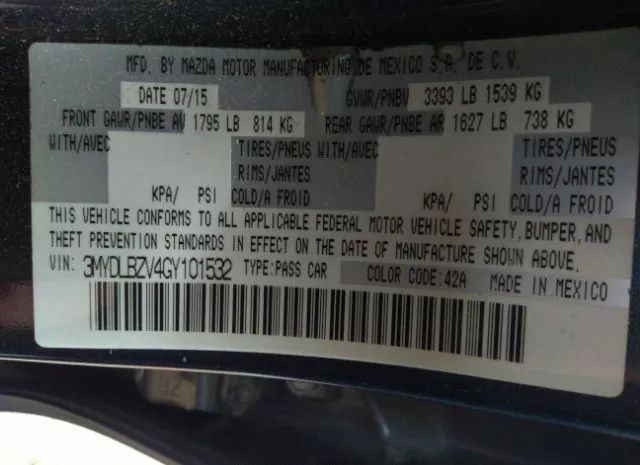 MFD. BY MAZDA MOTOR MANUFACTURING DE MEXICO S.A. DE C.V.
DATE 07/15 GVWR/PNBV 3393 LB 1539 KG
FRONT GAWR/PNBE AV 1795 LB 814 KG REAR GAWR/PNBE AR 1627 LB 738 KG
WITH/AVEC TIRES/PNEUS WITH/AVEC TIRES/PNEUS
RIMS/JANTES RIMS/JANTES
KPA/ PSI COLD/A FROID KPA/ PSI COLD/A FROID
THIS VEHICLE CONFORMS TO ALL APPLICABLE FEDERAL MOTOR VEHICLE SAFETY, BUMPER, AND
THEFT PREVENTION STANDARDS IN EFFECT ON THE DATE OF MANUFACTURE SHOWN ABOVE.
VIN: 3MYDLBZV4GY101532 TYPE:PASS CAR COLOR CODE:42A MADE IN MEXICO